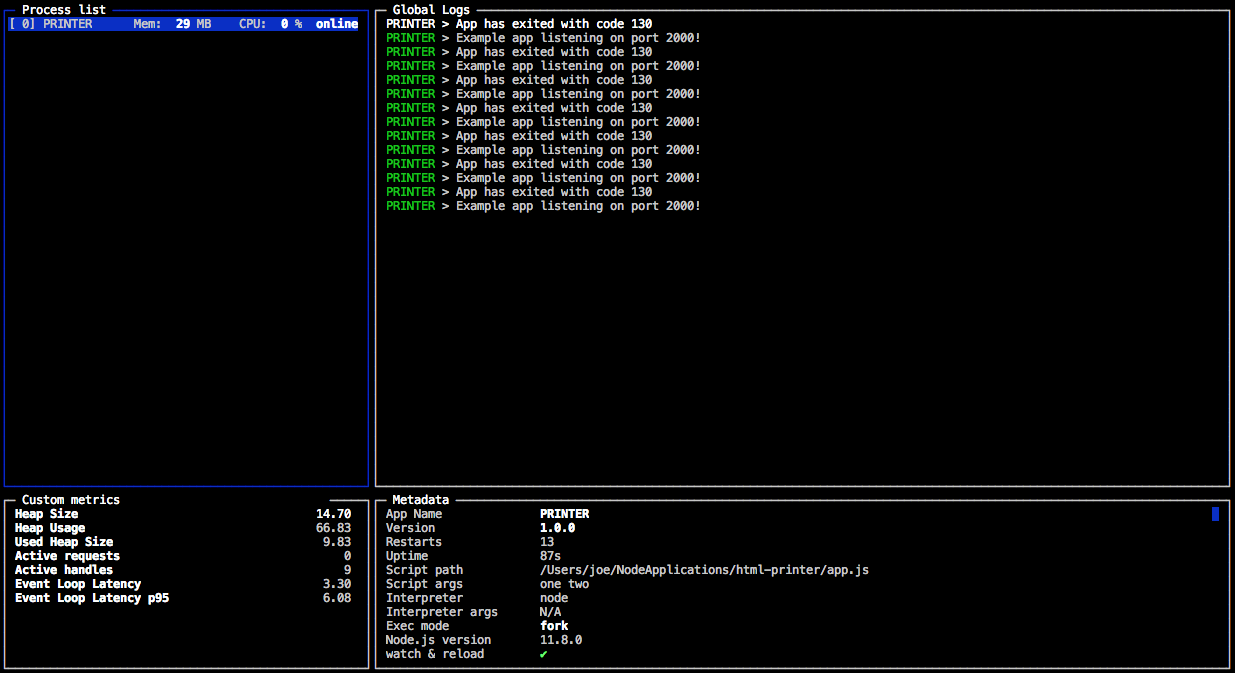 Process list
[ 0] PRINTER Mem: 29 MB CPU: 0 % online
Global Logs
PRINTER > App has exited with code 130
PRINTER > Example app listening on port 2000!
PRINTER > App has exited with code 130
PRINTER > Example app listening on port 2000!
PRINTER > App has exited with code 130
PRINTER > Example app listening on port 2000!
PRINTER > App has exited with code 130
PRINTER > Example app listening on port 2000!
PRINTER > App has exited with code 130
PRINTER > Example app listening on port 2000!
PRINTER > App has exited with code 130
PRINTER > Example app listening on port 2000!
PRINTER > App has exited with code 130
PRINTER > Example app listening on port 2000!
Custom metrics
Heap Size 14.70
Heap Usage 66.83
Used Heap Size 9.83
Active requests 0
Active handles 9
Event Loop Latency 3.30
Event Loop Latency p95 6.08
Metadata
App Name PRINTER
Version 1.0.0
Restarts 13
Uptime 87s
Script path /Users/joe/NodeApplications/html-printer/app.js
Script args one two
Interpreter node
Interpreter args N/A
Exec mode fork
Node.js version 11.8.0
watch & reload ✔